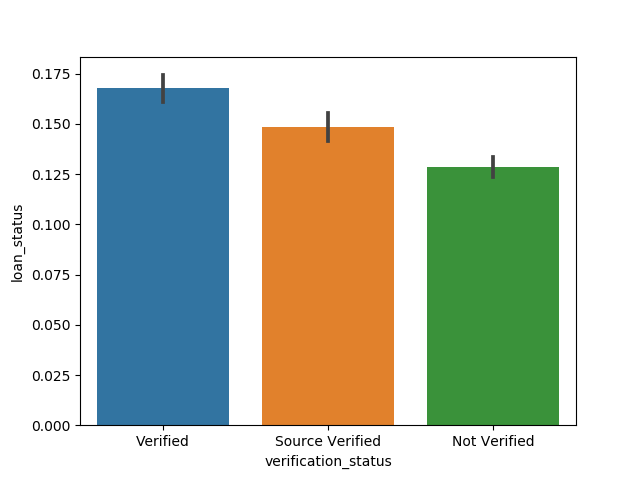 0.175
0.150
0.125
0.100
0.075
0.050
0.025
0.000
loan_status
Verified
Source Verified
Not Verified
verification_status